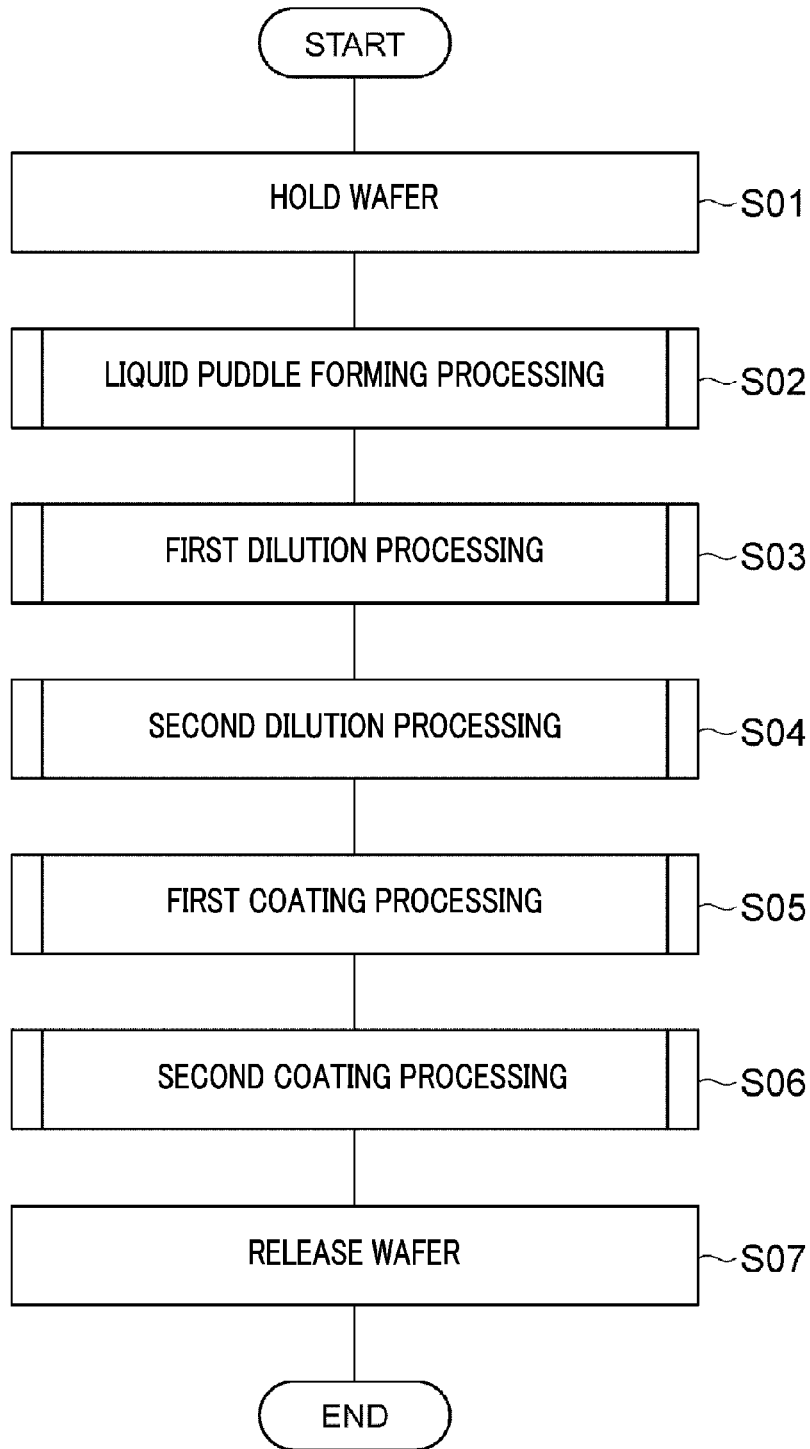 START
HOLD WAFER
S01
LIQUID PUDDLE FORMING PROCESSING
S02
FIRST DILUTION PROCESSING
S03
SECOND DILUTION PROCESSING
S04
FIRST COATING PROCESSING
S05
SECOND COATING PROCESSING
S06
RELEASE WAFER
S07
END